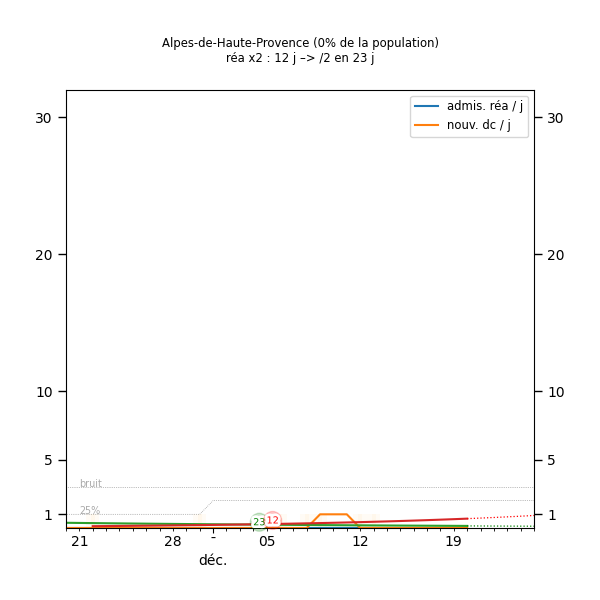 Alpes-de-Haute-Provence (0% de la population)
réa x2 : 12 j –> /2 en 23 j
admis. réa / j
nouv. dc / j
30 30
20 20
10 10
5 5
bruit
25%
1 1
23 12
21 28 - 05 12 19
déc.